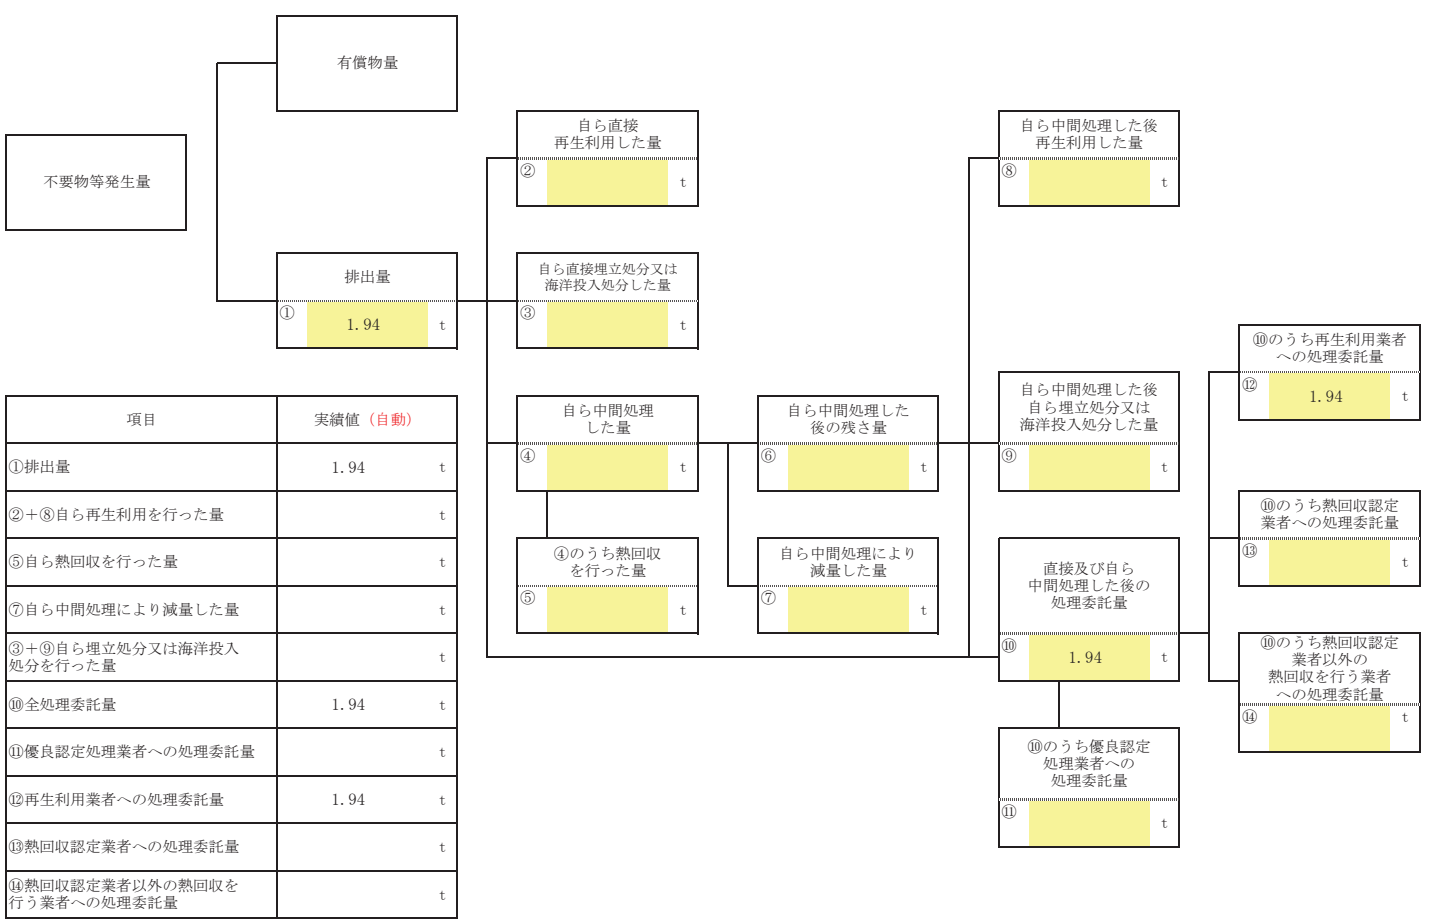 有償物量
不要物等発生量
排出量
①
1.94
t
自ら直接
再生利用した量
②
t
自ら直接埋立処分又は
海洋投入処分した量
③
t
自ら中間処理
した量
④
t
④のうち熱回収
を行った量
⑤
t
自ら中間処理した
後の残さ量
⑥
t
自ら中間処理により
減量した量
⑦
t
自ら中間処理した後
再生利用した量
⑧
t
自ら中間処理した後
自ら埋立処分又は
海洋投入処分した量
⑨
t
直接及び自ら
中間処理した後の
処理委託量
⑩
1.94
t
⑩のうち優良認定
処理業者への
処理委託量
⑪
t
⑩のうち再生利用業者
への処理委託量
⑫
1.94
t
⑩のうち熱回収認定
業者への処理委託量
⑬
t
⑩のうち熱回収認定
業者以外の
熱回収を行う業者
への処理委託量
⑭
t
項目 実績値（自動）
①排出量 1.94 t
②＋⑧自ら再生利用を行った量 t
⑤自ら熱回収を行った量 t
⑦自ら中間処理により減量した量 t
③＋⑨自ら埋立処分又は海洋投入
処分を行った量 t
⑩全処理委託量 1.94 t
⑪優良認定処理業者への処理委託量 t
⑫再生利用業者への処理委託量 1.94 t
⑬熱回収認定業者への処理委託量 t
⑭熱回収認定業者以外の熱回収を
行う業者への処理委託量 t